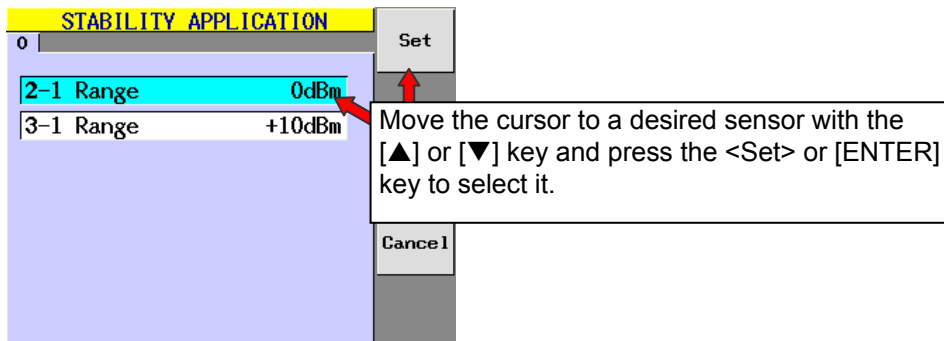 STABILITY APPLICATION
0
Set
2-1 Range 0dBm
3-1 Range +10dBm
Move the cursor to a desired sensor with the
[▲] or [▼] key and press the <Set> or [ENTER]
key to select it.
Cancel